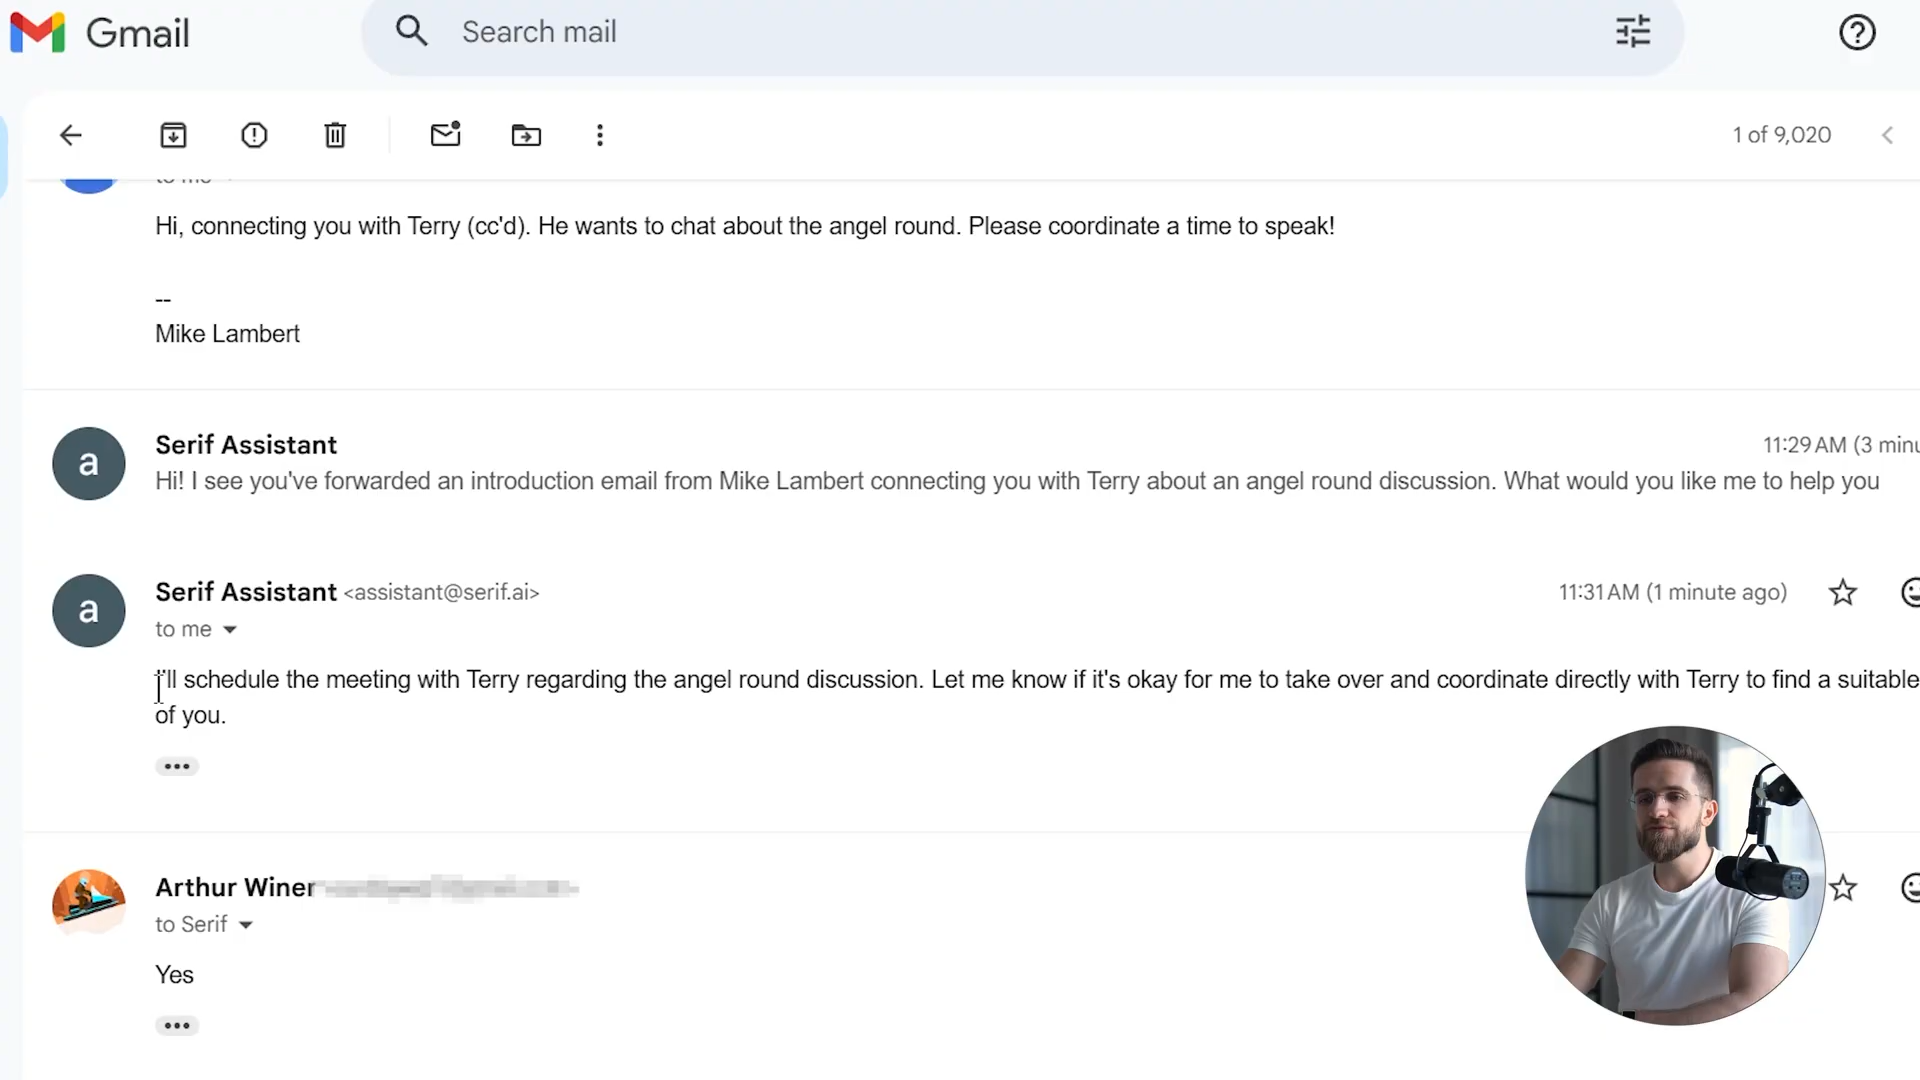 Gmail
Search mail
1 of 9,020
to me
Hi, connecting you with Terry (cc'd). He wants to chat about the angel round. Please coordinate a time to speak!
--
Mike Lambert
a
Serif Assistant
11:29 AM (3 minu
Hi! I see you've forwarded an introduction email from Mike Lambert connecting you with Terry about an angel round discussion. What would you like me to help you
a
Serif Assistant <assistant@serif.ai>
11:31 AM (1 minute ago)
to me
I'll schedule the meeting with Terry regarding the angel round discussion. Let me know if it's okay for me to take over and coordinate directly with Terry to find a suitable
of you.
Arthur Winer
to Serif
Yes